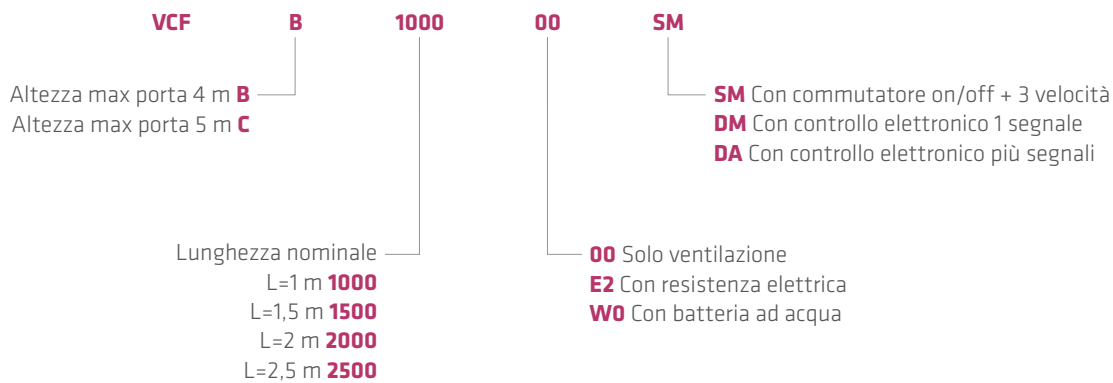 VCF B 1000 00 SM
Altezza max porta 4 m B
Altezza max porta 5 m C
SM Con commutatore on/off + 3 velocità
DM Con controllo elettronico 1 segnale
DA Con controllo elettronico più segnali
Lunghezza nominale
L=1 m 1000
L=1,5 m 1500
L=2 m 2000
L=2,5 m 2500
00 Solo ventilazione
E2 Con resistenza elettrica
W0 Con batteria ad acqua